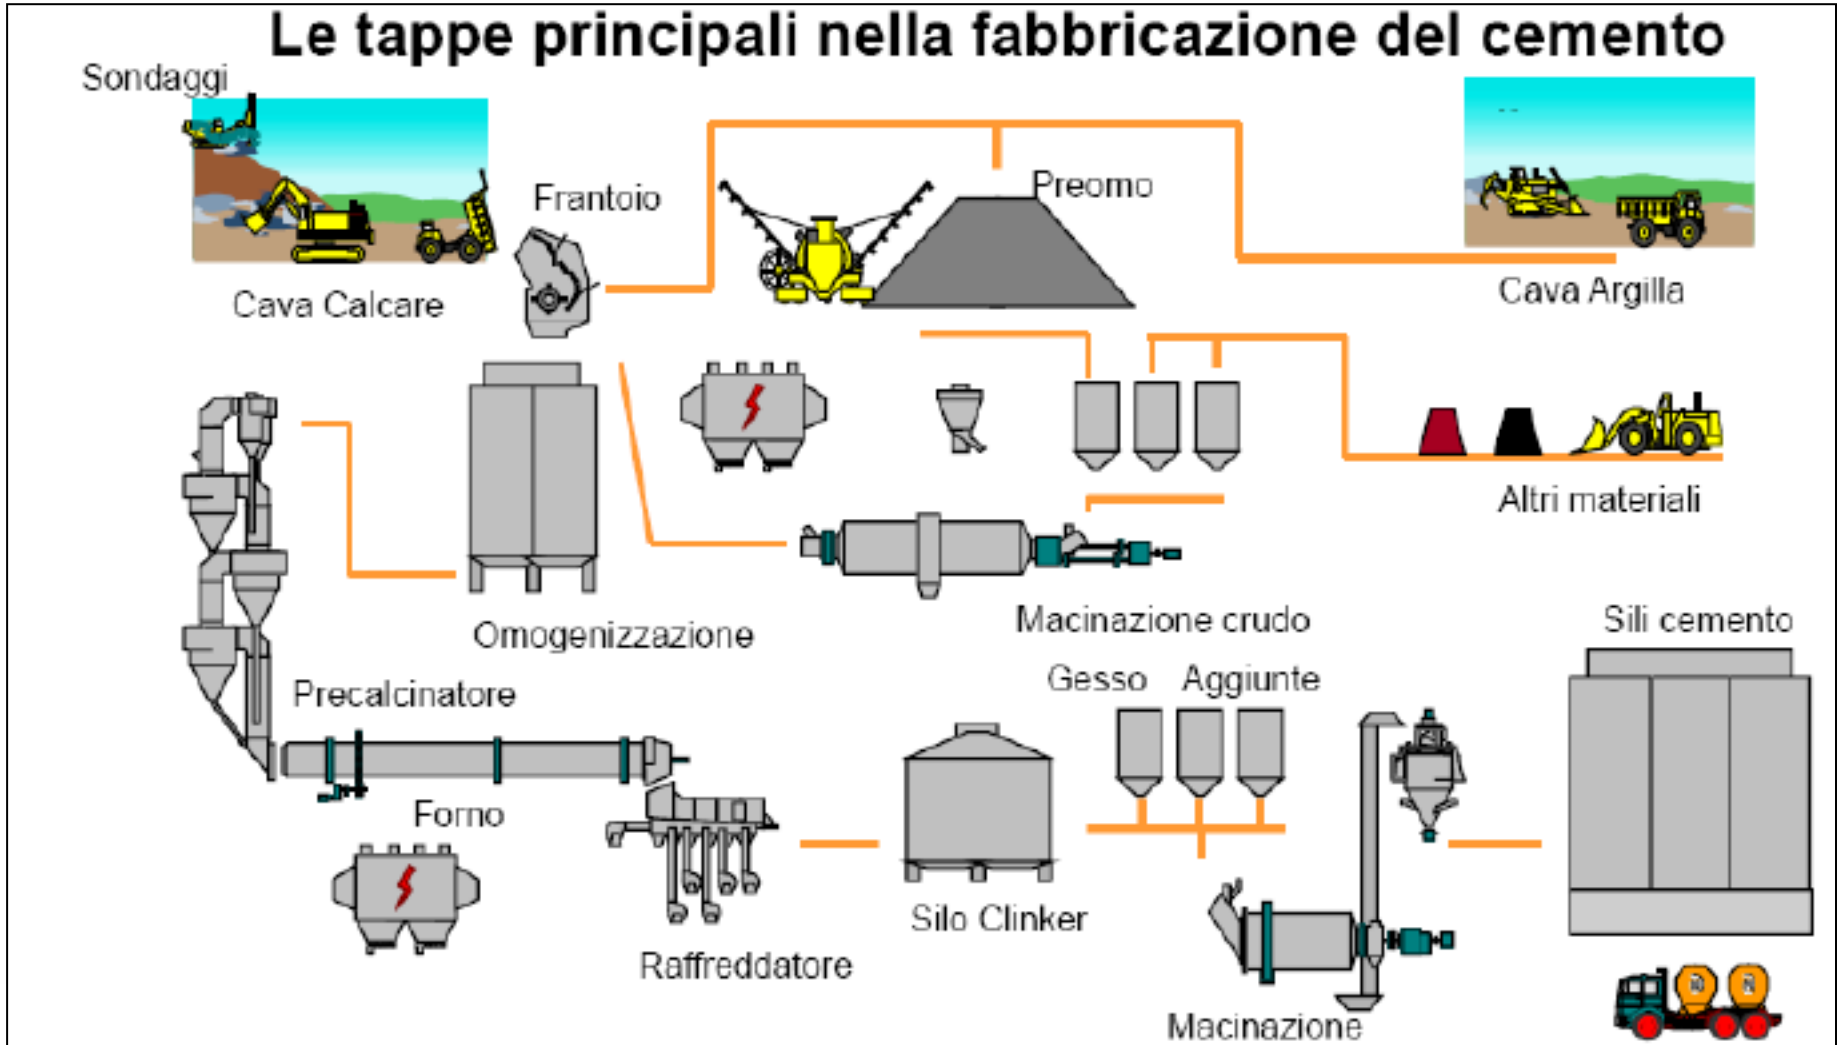 Le tappe principali nella fabbricazione del cemento
Sondaggi
Frantoio
Preomo
Cava Calcare
Cava Argilla
Altri materiali
Omogenizzazione
Macinazione crudo
Sili cemento
Gesso
Aggiunte
Precalcinatore
Forno
Silo Clinker
Raffreddatore
Macinazione